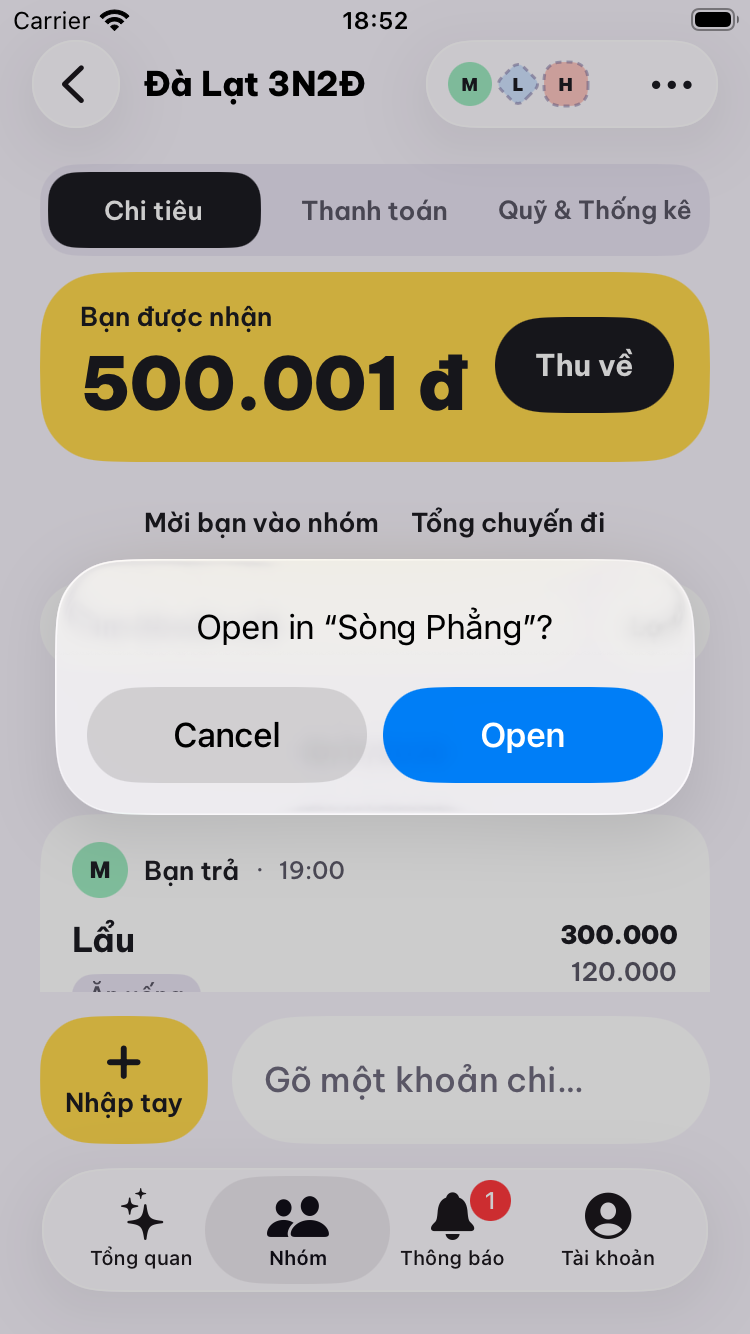 Carrier 18:52
Đà Lạt 3N2Đ M L H
Chi tiêu Thanh toán Quỹ & Thống kê
Bạn được nhận
500.001 đ
Thu về
Mời bạn vào nhóm Tổng chuyến đi
Open in “Sòng Phẳng”?
Cancel Open
M Bạn trả · 19:00
Lẩu 300.000
120.000
Ăn uống
Nhập tay
Gõ một khoản chi...
1
Tổng quan Nhóm Thông báo Tài khoản